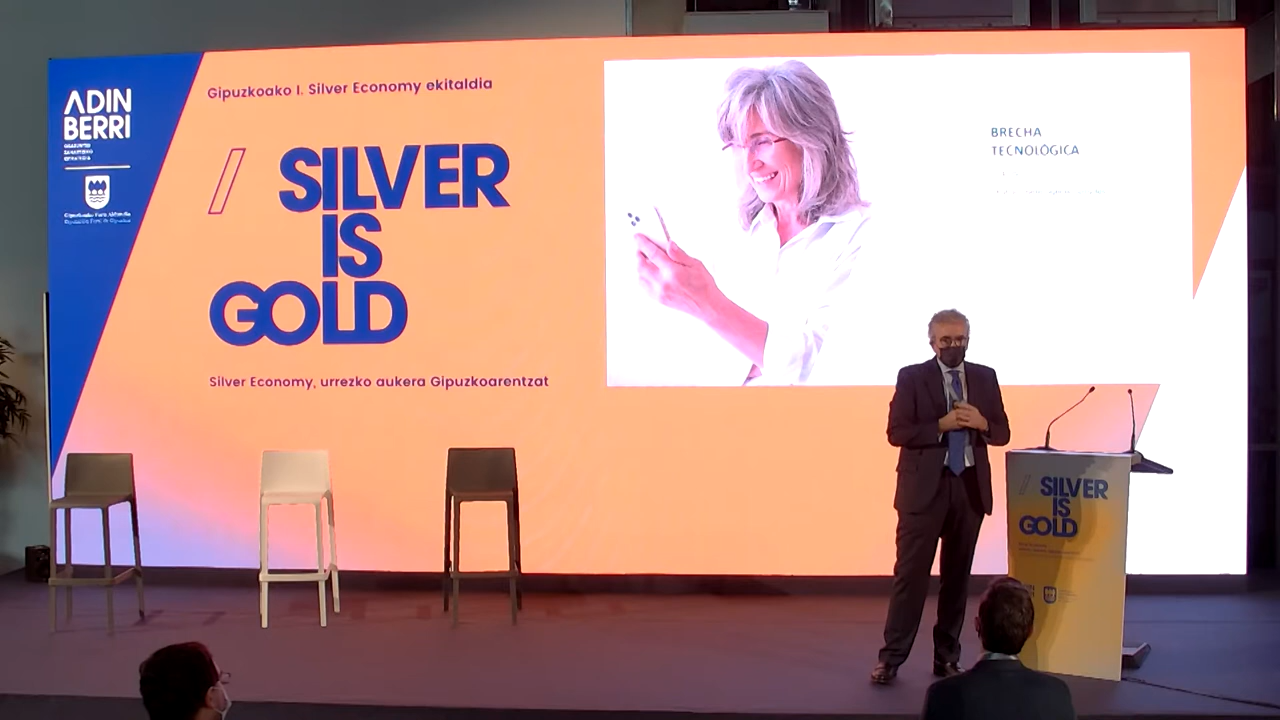 ADIN
BERRI
Gipuzkoako I. Silver Economy ekitaldia
/ SILVER
IS
GOLD
Silver Economy, urrezko aukera Gipuzkoarentzat
BRECHA
TECNOLÓGICA
/ SILVER
IS
GOLD